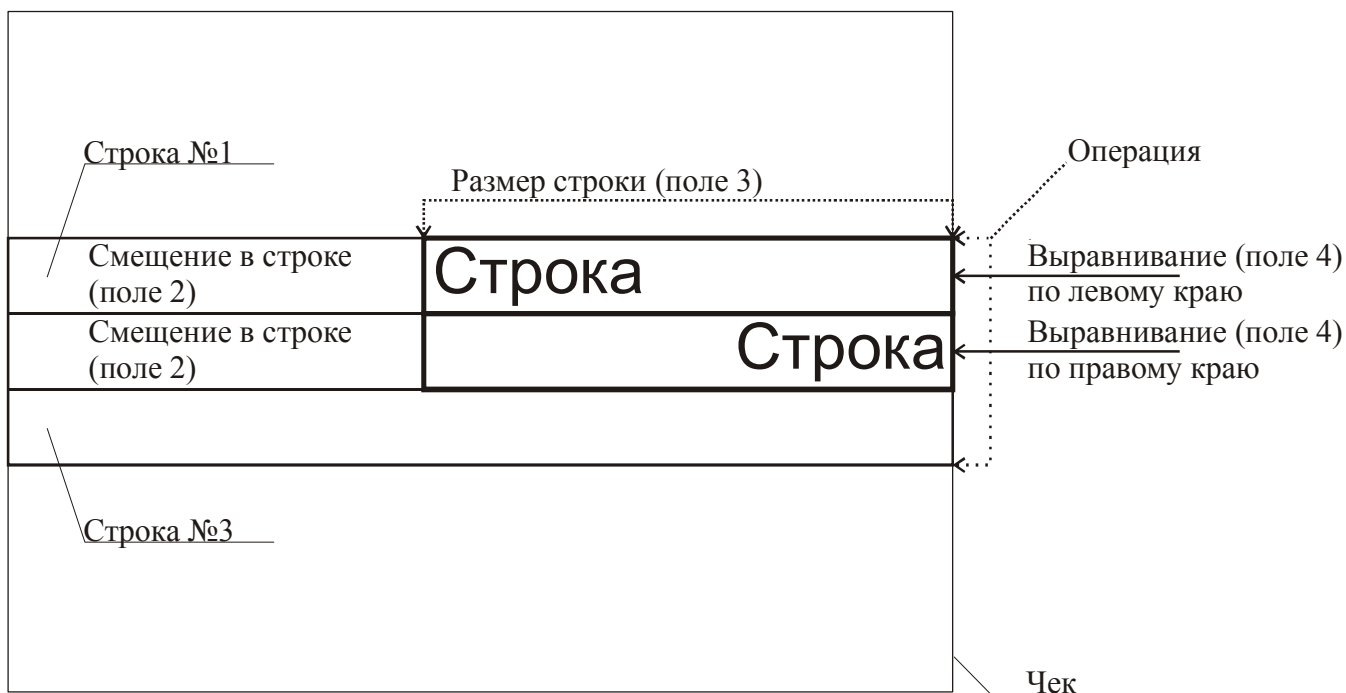 Строка №1
Операция
Размер строки (поле 3)
Смещение в строке
(поле 2)
Строка
Выравнивание (поле 4)
по левому краю
Смещение в строке
(поле 2)
Строка
Выравнивание (поле 4)
по правому краю
Строка №3
Чек